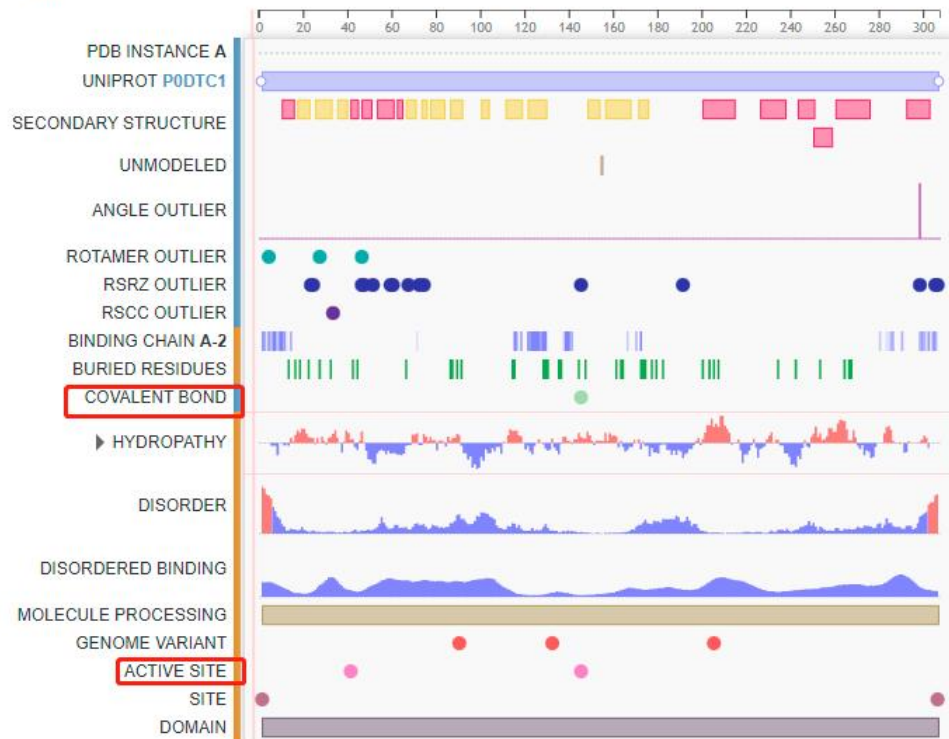 0 20 40 60 80 100 120 140 160 180 200 220 240 260 280 300
PDB INSTANCE A
UNIPROT P0DTC1
SECONDARY STRUCTURE
UNMODELED
ANGLE OUTLIER
ROTAMER OUTLIER
RSRZ OUTLIER
RSCC OUTLIER
BINDING CHAIN A-2
BURIED RESIDUES
COVALENT BOND
HYDROPATHY
DISORDER
DISORDERED BINDING
MOLECULE PROCESSING
GENOME VARIANT
ACTIVE SITE
SITE
DOMAIN